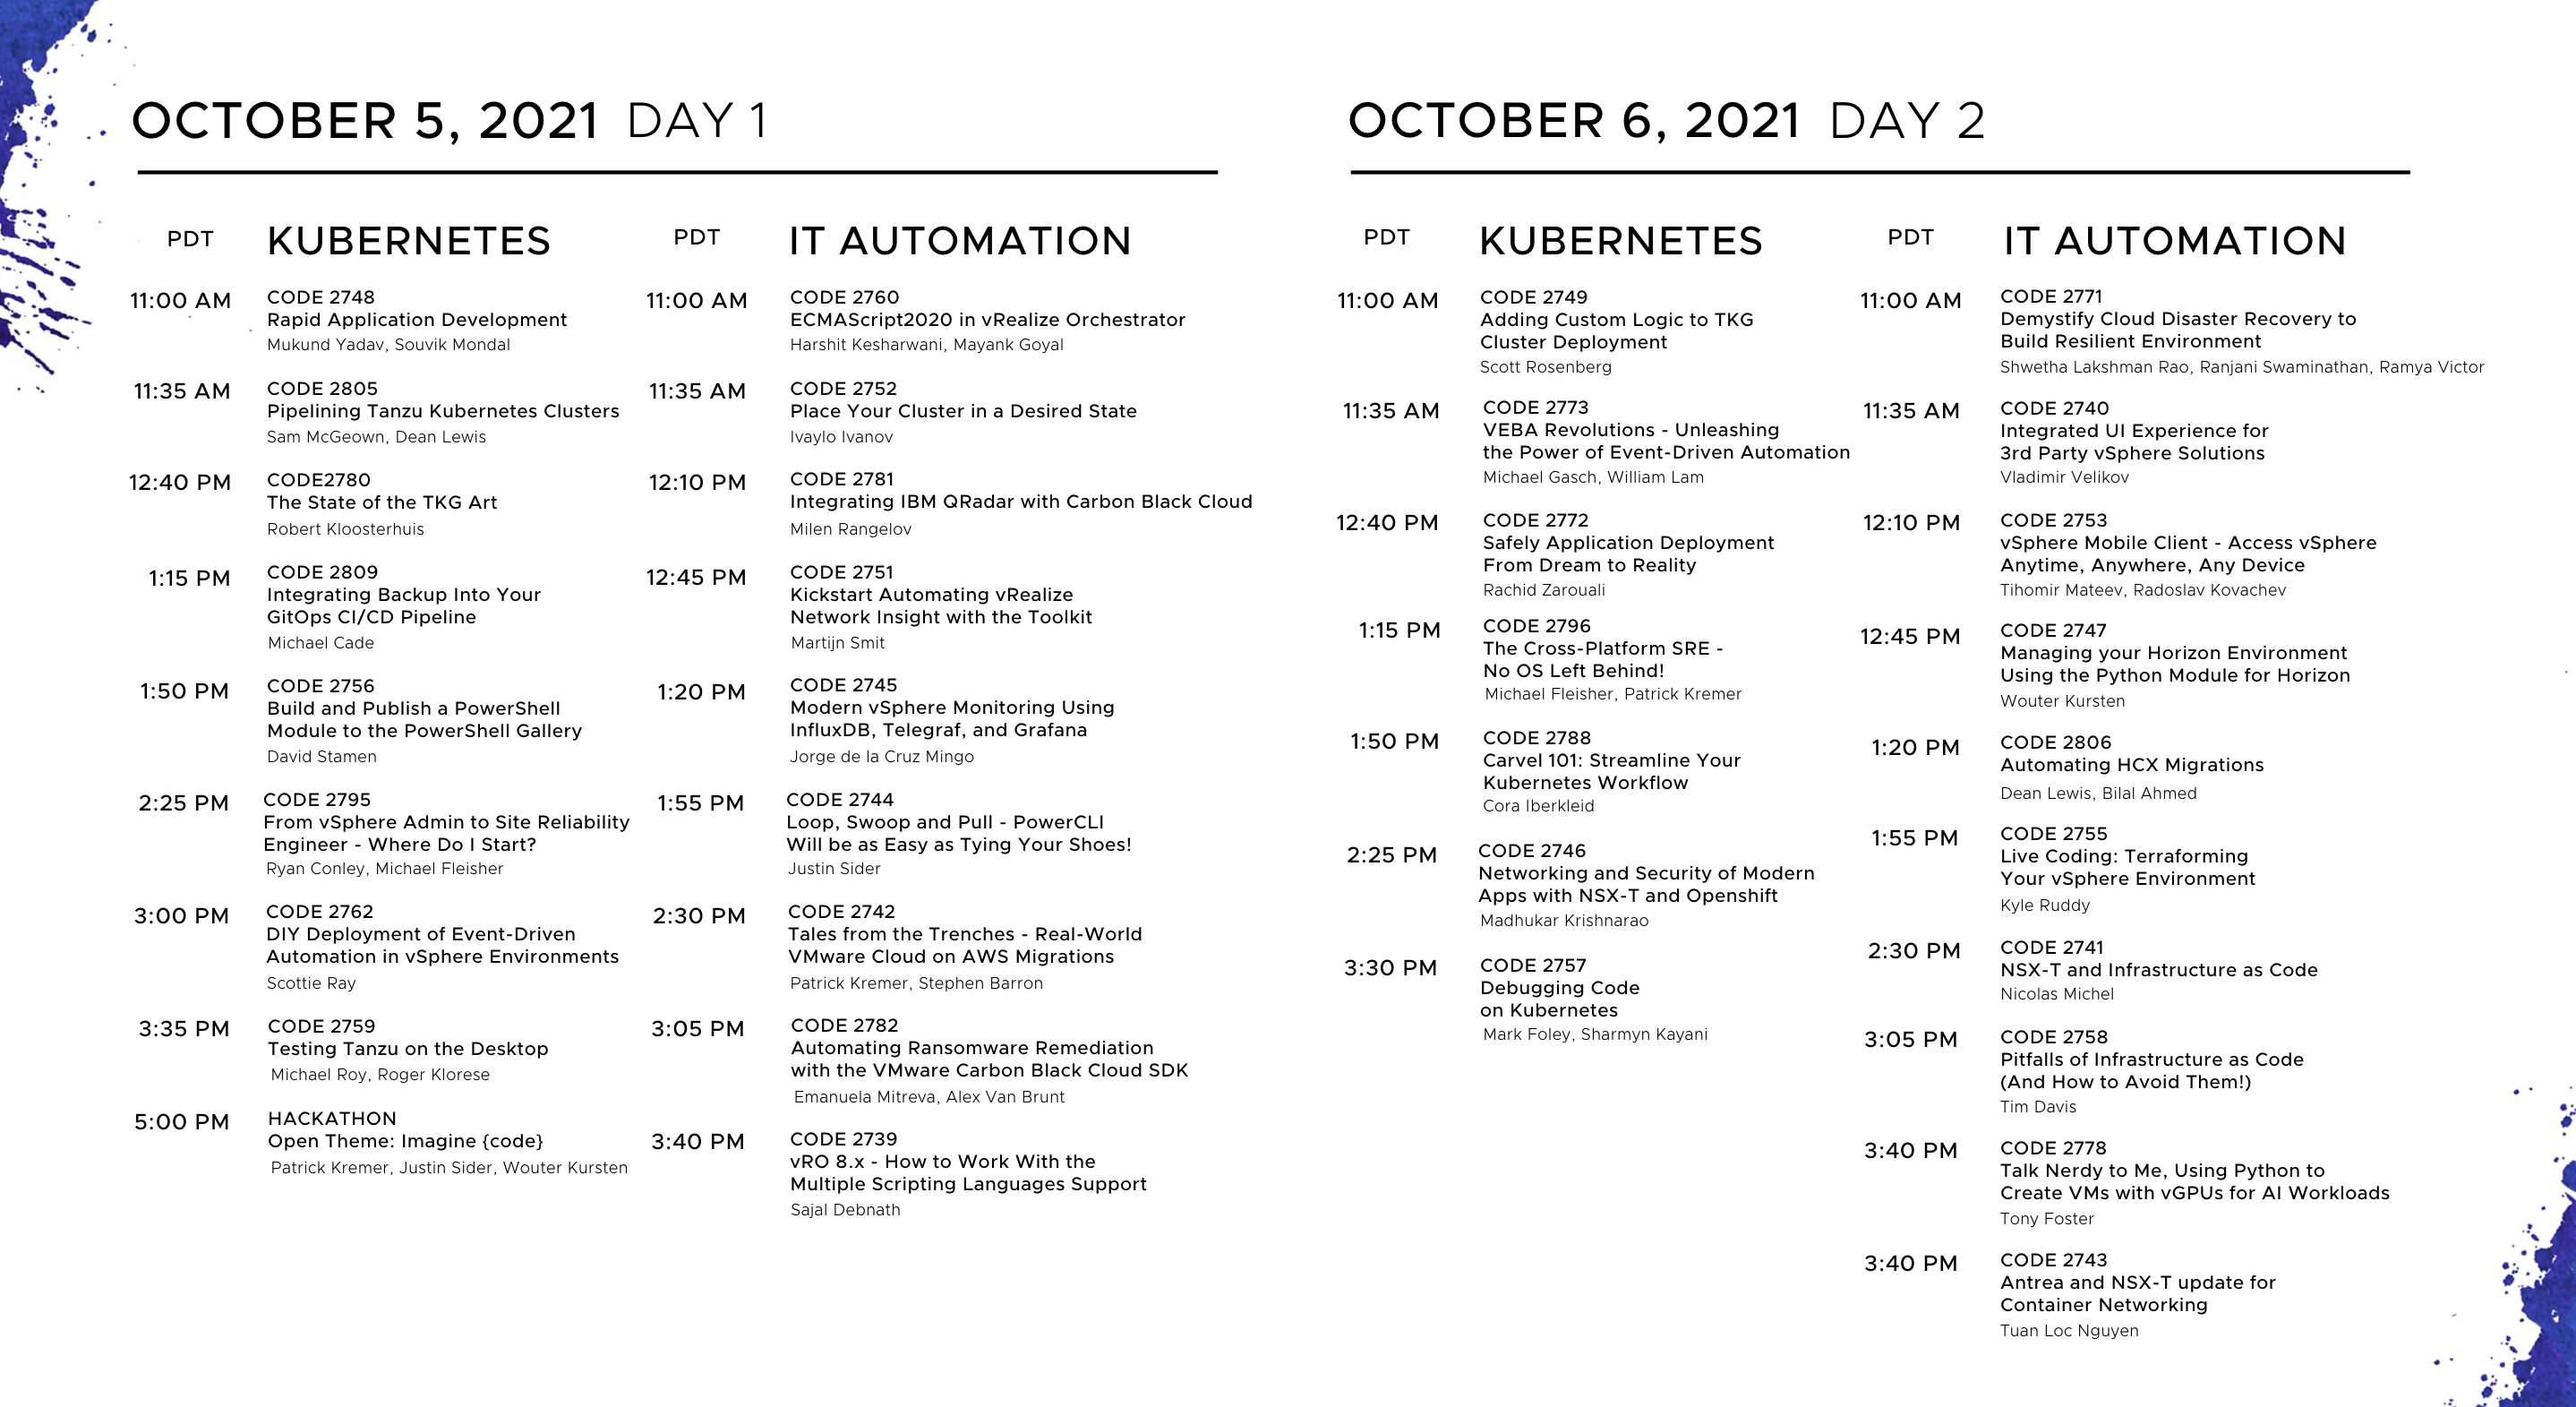 OCTOBER 5, 2021 DAY 1
PDT
KUBERNETES
11:00 AM
CODE 2748
Rapid Application Development
Mukund Yadav, Souvik Mondal
11:35 AM
CODE 2805
Pipelining Tanzu Kubernetes Clusters
Sam McGeown, Dean Lewis
12:40 PM
CODE2780
The State of the TKG Art
Robert Kloosterhuis
1:15 PM
CODE 2809
Integrating Backup Into Your
GitOps CI/CD Pipeline
Michael Cade
1:50 PM
CODE 2756
Build and Publish a PowerShell
Module to the PowerShell Gallery
David Stamen
2:25 PM
CODE 2795
From vSphere Admin to Site Reliability
Engineer - Where Do I Start?
Ryan Conley, Michael Fleisher
3:00 PM
CODE 2762
DIY Deployment of Event-Driven
Automation in vSphere Environments
Scottie Ray
3:35 PM
CODE 2759
Testing Tanzu on the Desktop
Michael Roy, Roger Klorese
5:00 PM
HACKATHON
Open Theme: Imagine {code}
Patrick Kremer, Justin Sider, Wouter Kursten
PDT
IT AUTOMATION
11:00 AM
CODE 2760
ECMAScript2020 in vRealize Orchestrator
Harshit Kesharwani, Mayank Goyal
11:35 AM
CODE 2752
Place Your Cluster in a Desired State
Ivaylo Ivanov
12:10 PM
CODE 2781
Integrating IBM QRadar with Carbon Black Cloud
Milen Rangelov
12:45 PM
CODE 2751
Kickstart Automating vRealize
Network Insight with the Toolkit
Martijn Smit
1:20 PM
CODE 2745
Modern vSphere Monitoring Using
InfluxDB, Telegraf, and Grafana
Jorge de la Cruz Mingo
1:55 PM
CODE 2744
Loop, Swoop and Pull - PowerCLI
Will be as Easy as Tying Your Shoes!
Justin Sider
2:30 PM
CODE 2742
Tales from the Trenches - Real-World
VMware Cloud on AWS Migrations
Patrick Kremer, Stephen Barron
3:05 PM
CODE 2782
Automating Ransomware Remediation
with the VMware Carbon Black Cloud SDK
Emanuela Mitreva, Alex Van Brunt
3:40 PM
CODE 2739
vRO 8.x - How to Work With the
Multiple Scripting Languages Support
Sajal Debnath
OCTOBER 6, 2021 DAY 2
PDT
KUBERNETES
11:00 AM
CODE 2749
Adding Custom Logic to TKG
Cluster Deployment
Scott Rosenberg
11:35 AM
CODE 2773
VEBA Revolutions - Unleashing
the Power of Event-Driven Automation
Michael Gasch, William Lam
12:40 PM
CODE 2772
Safely Application Deployment
From Dream to Reality
Rachid Zarouali
1:15 PM
CODE 2796
The Cross-Platform SRE -
No OS Left Behind!
Michael Fleisher, Patrick Kremer
1:50 PM
CODE 2788
Carvel 101: Streamline Your
Kubernetes Workflow
Cora Iberkleid
2:25 PM
CODE 2746
Networking and Security of Modern
Apps with NSX-T and Openshift
Madhukar Krishnarao
3:30 PM
CODE 2757
Debugging Code
on Kubernetes
Mark Foley, Sharmyn Kayani
PDT
IT AUTOMATION
11:00 AM
CODE 2771
Demystify Cloud Disaster Recovery to
Build Resilient Environment
Shwetha Lakshman Rao, Ranjani Swaminathan, Ramya Victor
11:35 AM
CODE 2740
Integrated UI Experience for
3rd Party vSphere Solutions
Vladimir Velikov
12:10 PM
CODE 2753
vSphere Mobile Client - Access vSphere
Anytime, Anywhere, Any Device
Tihomir Mateev, Radoslav Kovachev
12:45 PM
CODE 2747
Managing your Horizon Environment
Using the Python Module for Horizon
Wouter Kursten
1:20 PM
CODE 2806
Automating HCX Migrations
Dean Lewis, Bilal Ahmed
1:55 PM
CODE 2755
Live Coding: Terraforming
Your vSphere Environment
Kyle Ruddy
2:30 PM
CODE 2741
NSX-T and Infrastructure as Code
Nicolas Michel
3:05 PM
CODE 2758
Pitfalls of Infrastructure as Code
(And How to Avoid Them!)
Tim Davis
3:40 PM
CODE 2778
Talk Nerdy to Me, Using Python to
Create VMs with vGPUs for AI Workloads
Tony Foster
3:40 PM
CODE 2743
Antrea and NSX-T update for
Container Networking
Tuan Loc Nguyen